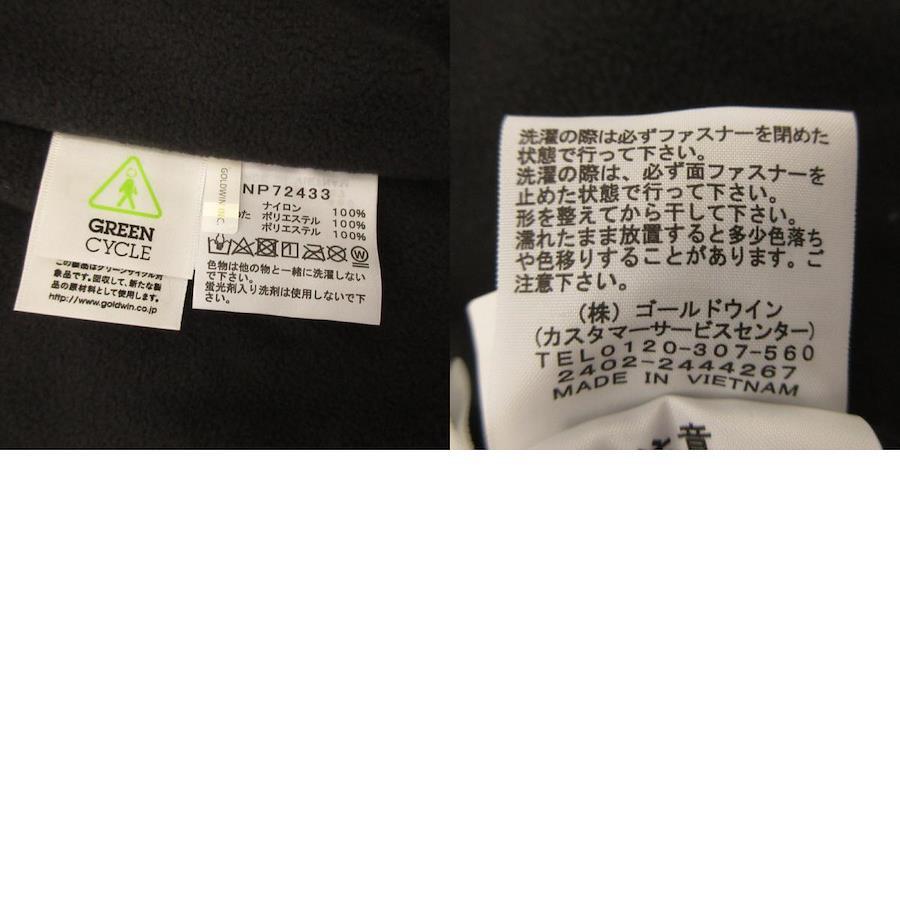 GREEN
CYCLE
この製品はグリーンサイクル対
象品です。回収して、新たな製
品の原材料として使用します。
http://www.goldwin.co.jp
GOLDWIN INC.
NP72433
ナイロン 100%
ポリエステル 100%
ポリエステル 100%
色物は他の物と一緒に洗濯しない
で下さい。
蛍光剤入り洗剤は使用しないで下
さい。
洗濯の際は必ずファスナーを閉めた
状態で行って下さい。
洗濯の際は、必ず面ファスナーを
止めた状態で行って下さい。
形を整えてから干して下さい。
濡れたまま放置すると多少色落ち
や色移りすることがあります。ご
注意下さい。
(株) ゴールドウイン
(カスタマーサービスセンター)
TEL0120-307-560
2402-2444267
MADE IN VIETNAM